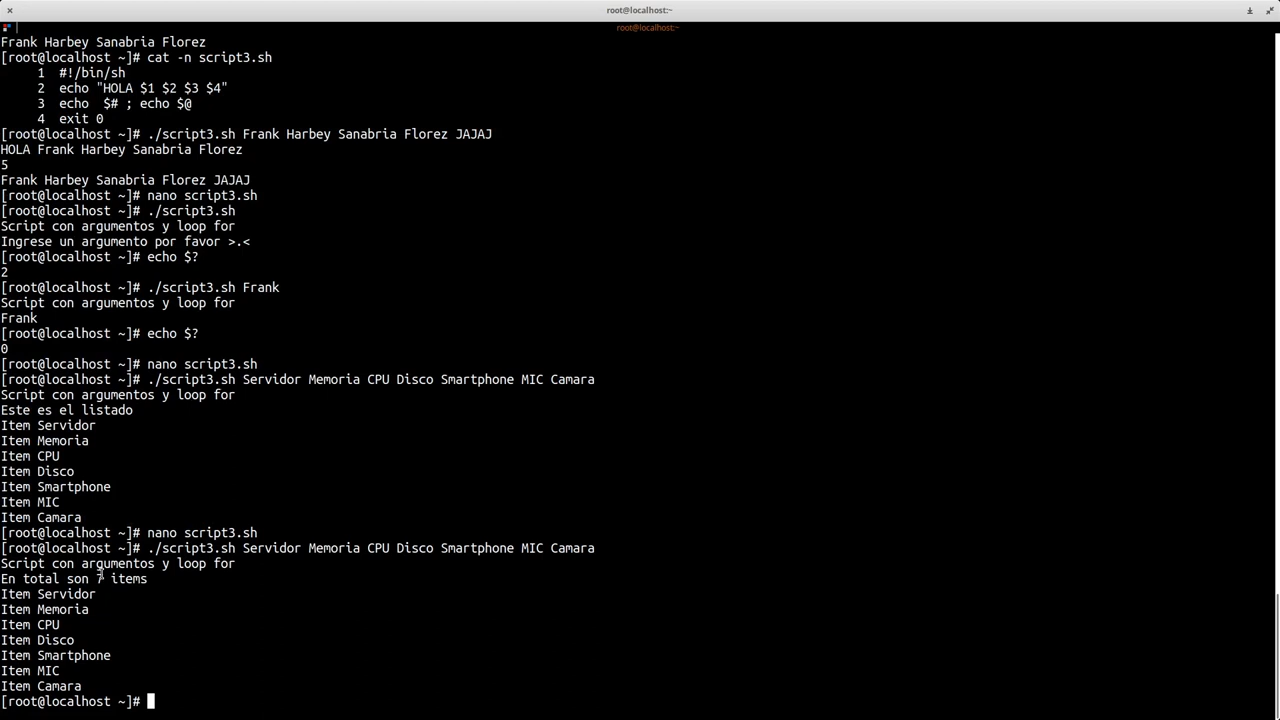 root@localhost:~
root@localhost:~
Frank Harbey Sanabria Florez
[root@localhost ~]# cat -n script3.sh
     1  #!/bin/sh
     2  echo "HOLA $1 $2 $3 $4"
     3  echo  $# ; echo $@
     4  exit 0
[root@localhost ~]# ./script3.sh Frank Harbey Sanabria Florez JAJAJ
HOLA Frank Harbey Sanabria Florez
5
Frank Harbey Sanabria Florez JAJAJ
[root@localhost ~]# nano script3.sh
[root@localhost ~]# ./script3.sh
Script con argumentos y loop for
Ingrese un argumento por favor >.<
[root@localhost ~]# echo $?
2
[root@localhost ~]# ./script3.sh Frank
Script con argumentos y loop for
Frank
[root@localhost ~]# echo $?
0
[root@localhost ~]# nano script3.sh
[root@localhost ~]# ./script3.sh Servidor Memoria CPU Disco Smartphone MIC Camara
Script con argumentos y loop for
Este es el listado
Item Servidor
Item Memoria
Item CPU
Item Disco
Item Smartphone
Item MIC
Item Camara
[root@localhost ~]# nano script3.sh
[root@localhost ~]# ./script3.sh Servidor Memoria CPU Disco Smartphone MIC Camara
Script con argumentos y loop for
En total son 7 items
Item Servidor
Item Memoria
Item CPU
Item Disco
Item Smartphone
Item MIC
Item Camara
[root@localhost ~]#